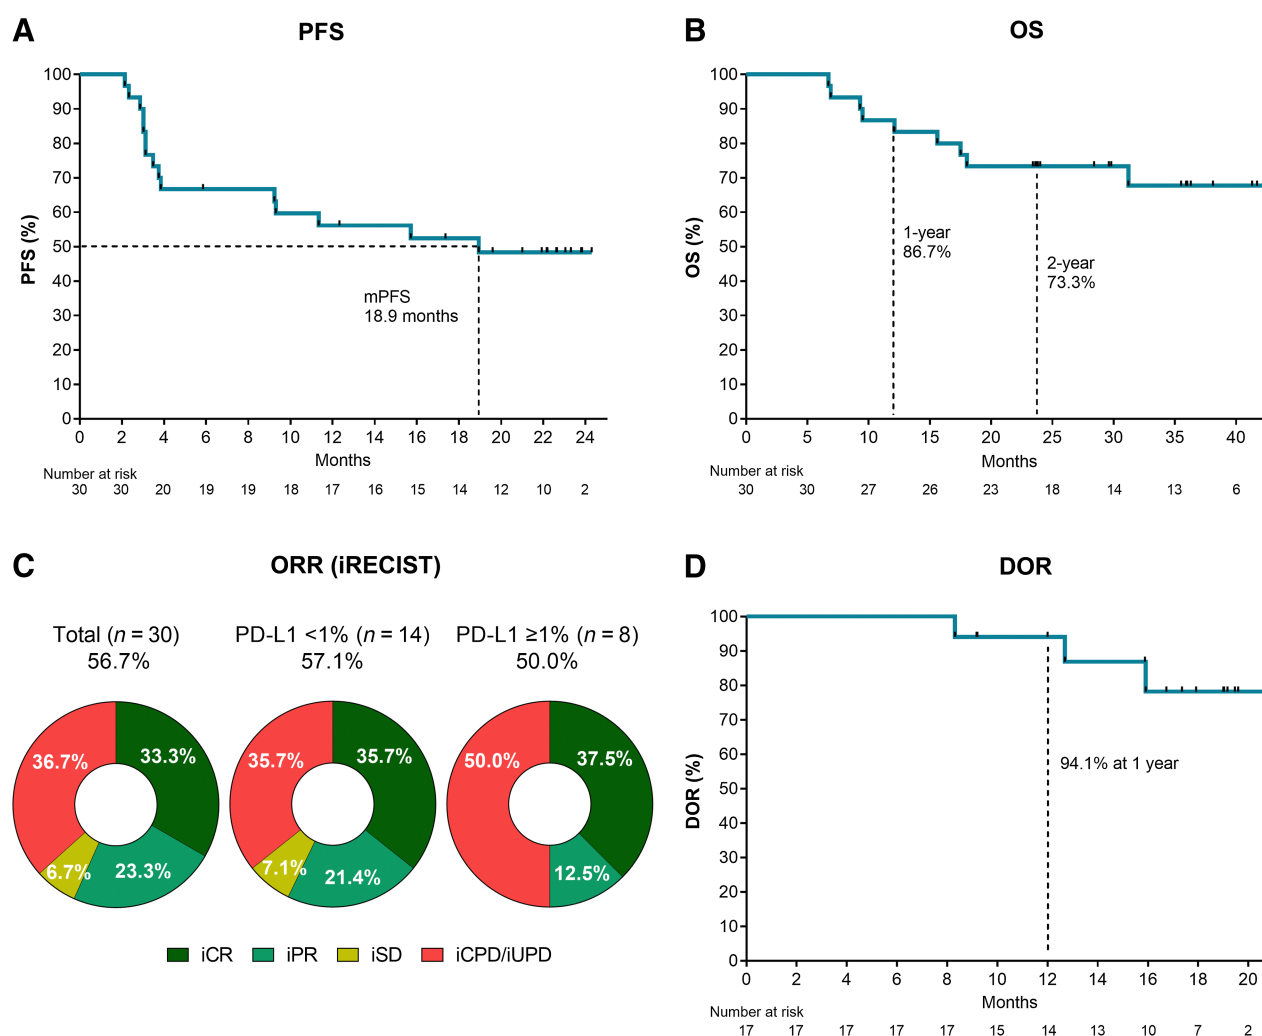 A
PFS
PFS (%)
100
90
80
70
60
50
40
30
20
10
0
mPFS
18.9 months
0 2 4 6 8 10 12 14 16 18 20 22 24
Months
Number at risk
30 30 20 19 19 18 17 16 15 14 12 10 2
B
OS
OS (%)
100
90
80
70
60
50
40
30
20
10
0
1-year
86.7%
2-year
73.3%
0 5 10 15 20 25 30 35 40
Months
Number at risk
30 30 27 26 23 18 14 13 6
C
ORR (iRECIST)
Total (n = 30)
56.7%
36.7%
33.3%
6.7%
23.3%
PD-L1 <1% (n = 14)
57.1%
35.7%
35.7%
7.1%
21.4%
PD-L1 ≥1% (n = 8)
50.0%
50.0%
37.5%
12.5%
iCR iPR iSD iCPD/iUPD
D
DOR
DOR (%)
100
90
80
70
60
50
40
30
20
10
0
94.1% at 1 year
0 2 4 6 8 10 12 14 16 18 20
Months
Number at risk
17 17 17 17 17 15 14 13 10 7 2